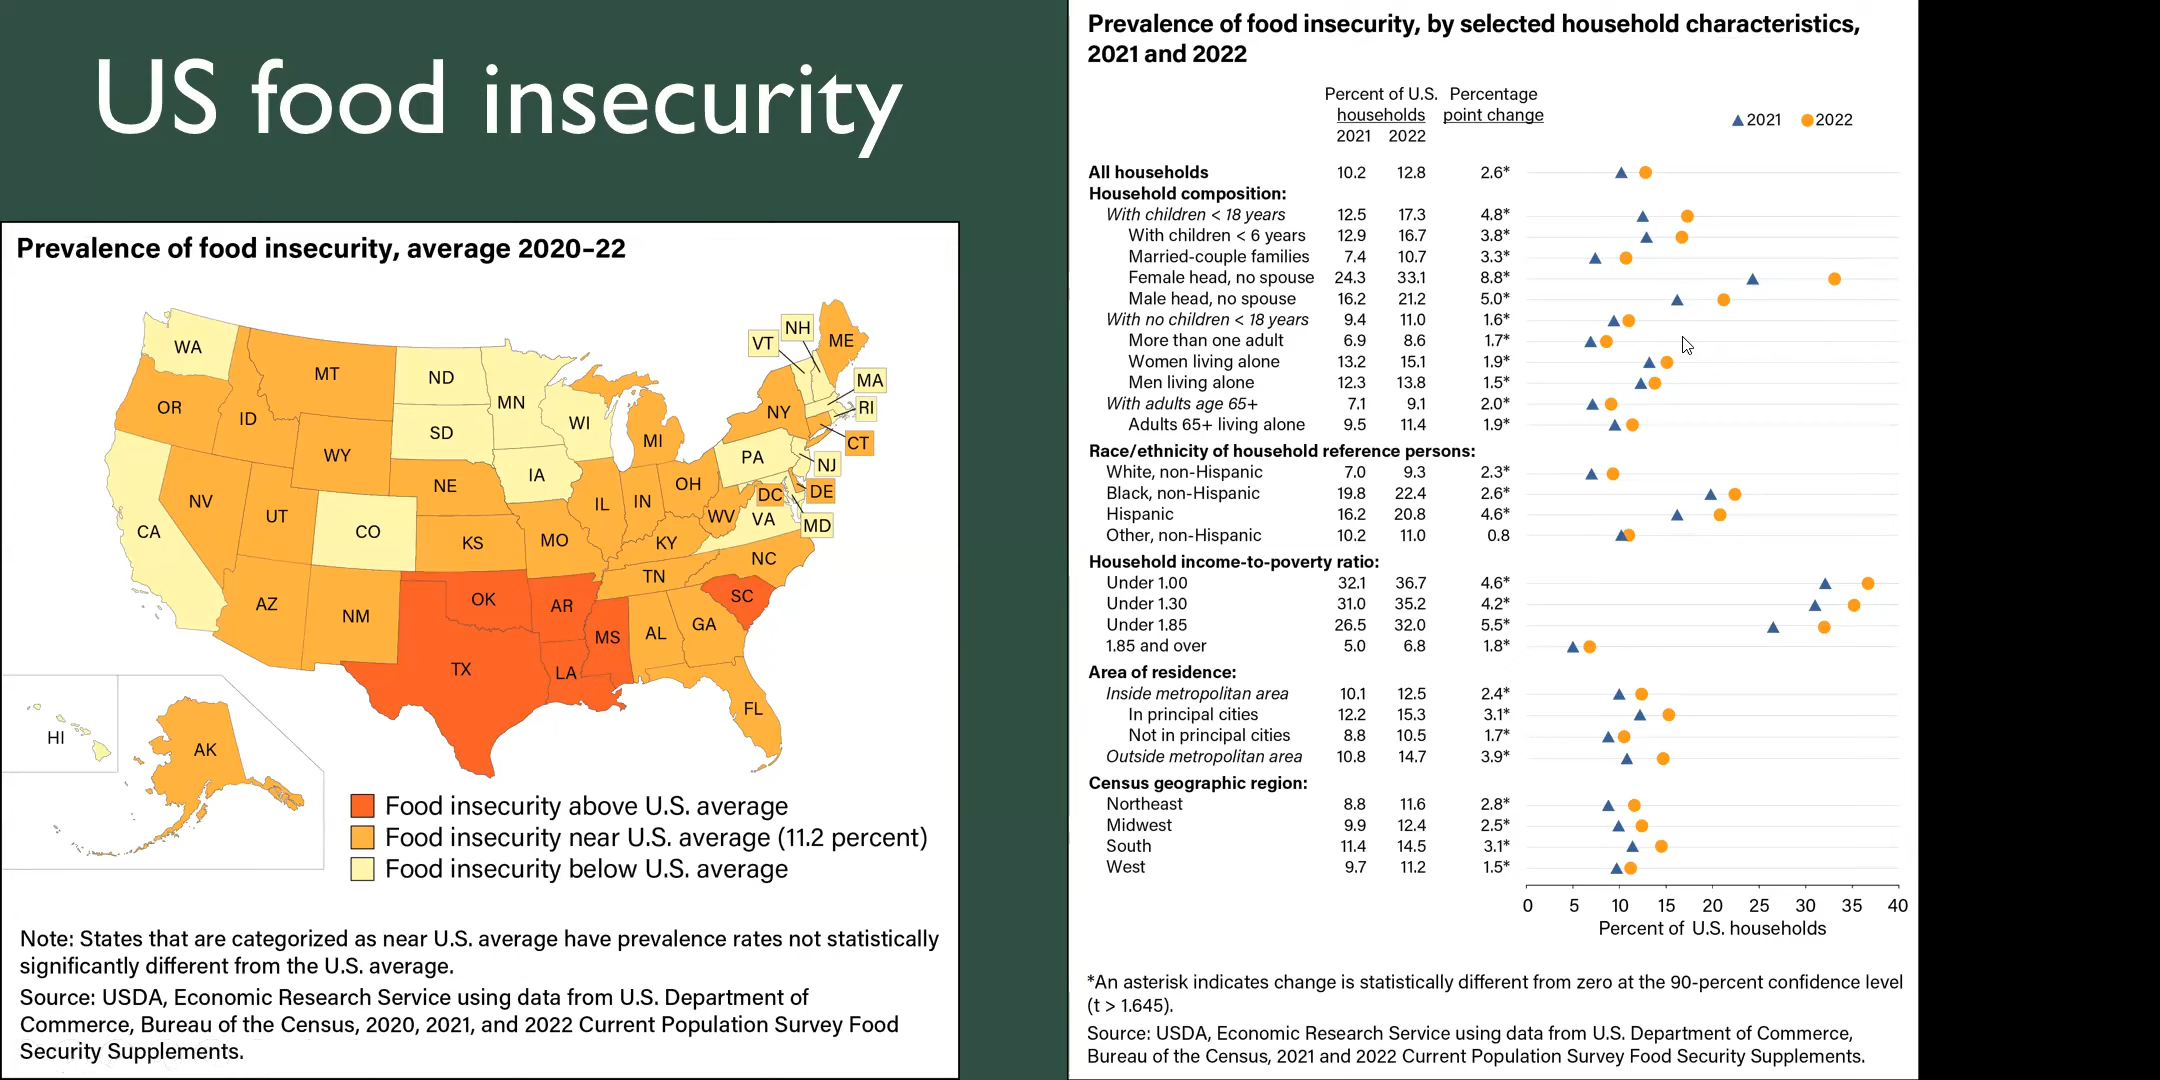 US food insecurity
Prevalence of food insecurity, average 2020–22
WA
MT
ND
MN
OR
ID
WY
SD
WI
MI
NY
VT
NH
ME
MA
RI
CT
NJ
PA
DE
DC
MD
VA
WV
OH
IN
IL
IA
NE
NV
UT
CO
KS
MO
KY
NC
TN
SC
CA
AZ
NM
OK
AR
MS
AL
GA
TX
LA
FL
HI
AK
Food insecurity above U.S. average
Food insecurity near U.S. average (11.2 percent)
Food insecurity below U.S. average
Note: States that are categorized as near U.S. average have prevalence rates not statistically
significantly different from the U.S. average.
Source: USDA, Economic Research Service using data from U.S. Department of
Commerce, Bureau of the Census, 2020, 2021, and 2022 Current Population Survey Food
Security Supplements.
Prevalence of food insecurity, by selected household characteristics,
2021 and 2022
Percent of U.S. Percentage
households point change
2021 2022
2021 2022
All households 10.2 12.8 2.6*
Household composition:
With children < 18 years 12.5 17.3 4.8*
With children < 6 years 12.9 16.7 3.8*
Married-couple families 7.4 10.7 3.3*
Female head, no spouse 24.3 33.1 8.8*
Male head, no spouse 16.2 21.2 5.0*
With no children < 18 years 9.4 11.0 1.6*
More than one adult 6.9 8.6 1.7*
Women living alone 13.2 15.1 1.9*
Men living alone 12.3 13.8 1.5*
With adults age 65+ 7.1 9.1 2.0*
Adults 65+ living alone 9.5 11.4 1.9*
Race/ethnicity of household reference persons:
White, non-Hispanic 7.0 9.3 2.3*
Black, non-Hispanic 19.8 22.4 2.6*
Hispanic 16.2 20.8 4.6*
Other, non-Hispanic 10.2 11.0 0.8
Household income-to-poverty ratio:
Under 1.00 32.1 36.7 4.6*
Under 1.30 31.0 35.2 4.2*
Under 1.85 26.5 32.0 5.5*
1.85 and over 5.0 6.8 1.8*
Area of residence:
Inside metropolitan area 10.1 12.5 2.4*
In principal cities 12.2 15.3 3.1*
Not in principal cities 8.8 10.5 1.7*
Outside metropolitan area 10.8 14.7 3.9*
Census geographic region:
Northeast 8.8 11.6 2.8*
Midwest 9.9 12.4 2.5*
South 11.4 14.5 3.1*
West 9.7 11.2 1.5*
0 5 10 15 20 25 30 35 40
Percent of U.S. households
*An asterisk indicates change is statistically different from zero at the 90-percent confidence level
(t > 1.645).
Source: USDA, Economic Research Service using data from U.S. Department of Commerce,
Bureau of the Census, 2021 and 2022 Current Population Survey Food Security Supplements.